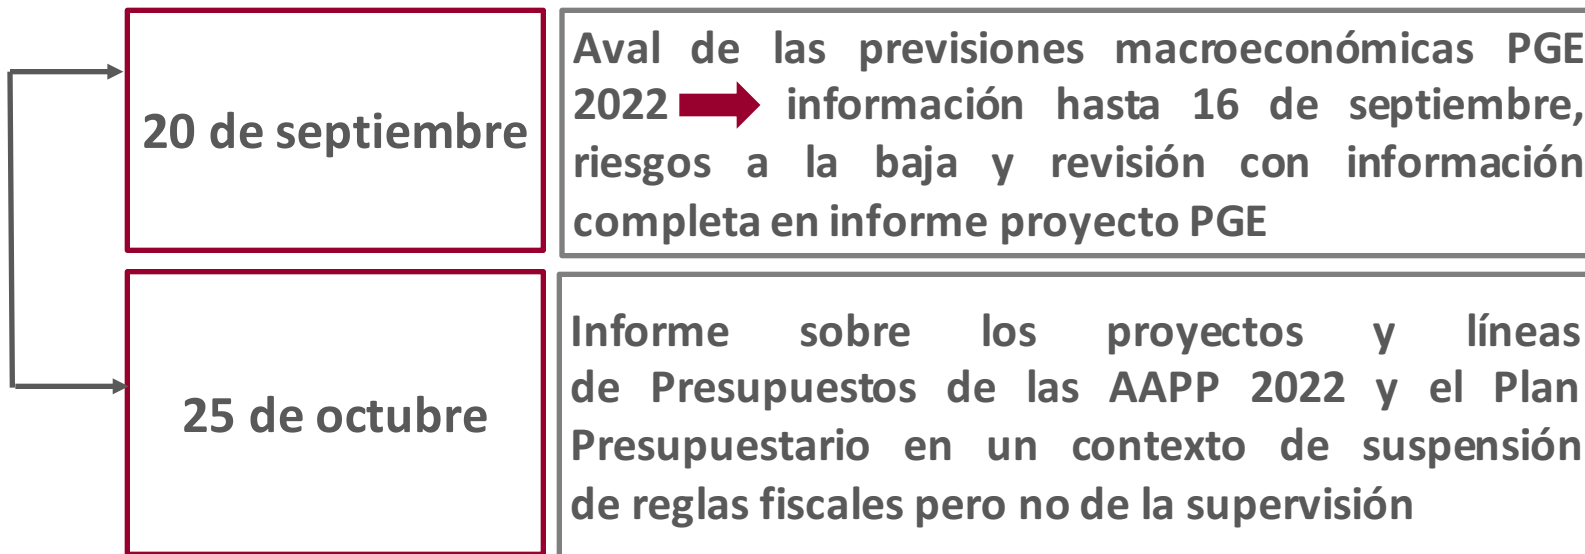 20 de septiembre
Aval de las previsiones macroeconómicas PGE
2022 información hasta 16 de septiembre,
riesgos a la baja y revisión con información
completa en informe proyecto PGE
25 de octubre
Informe sobre los proyectos y líneas
de Presupuestos de las AAPP 2022 y el Plan
Presupuestario en un contexto de suspensión
de reglas fiscales pero no de la supervisión